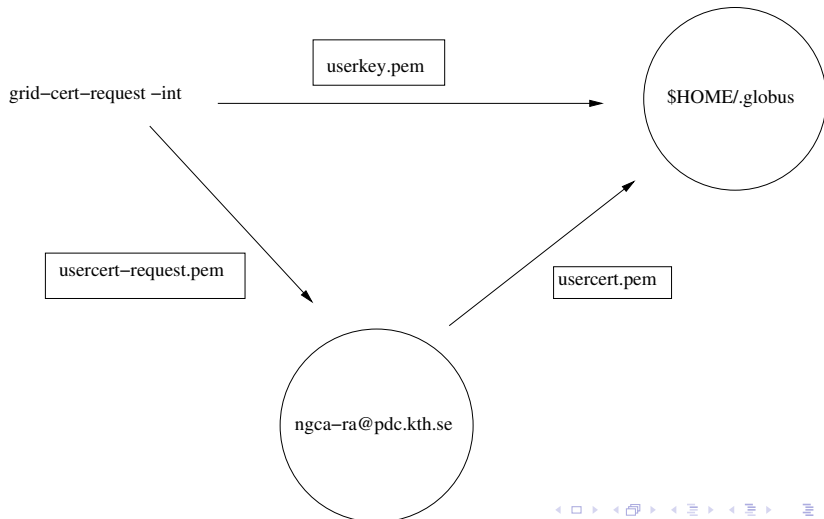 userkey.pem
grid−cert−request −int
$HOME/.globus
usercert−request.pem
usercert.pem
ngca−ra@pdc.kth.se